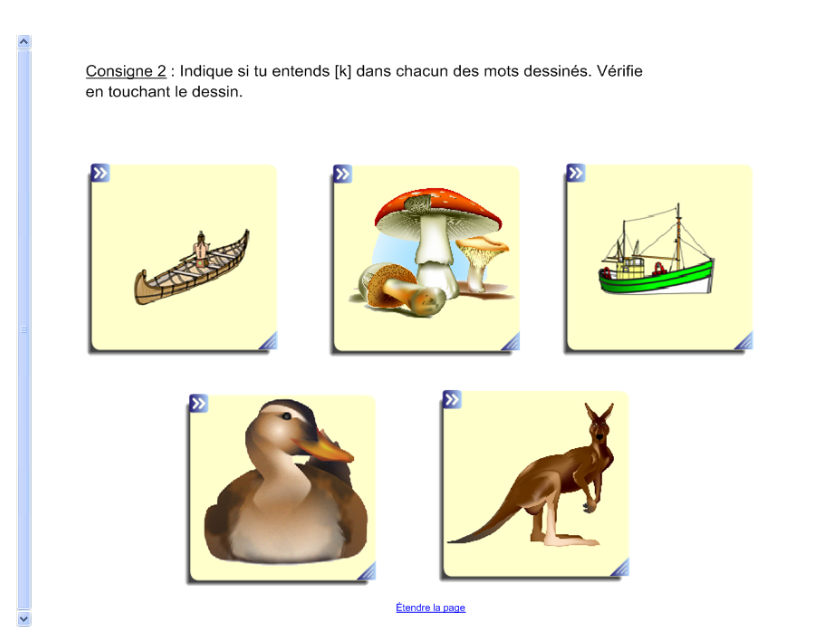 Consigne 2 : Indique si tu entends [k] dans chacun des mots dessinés. Vérifie
en touchant le dessin.
Étendre la page